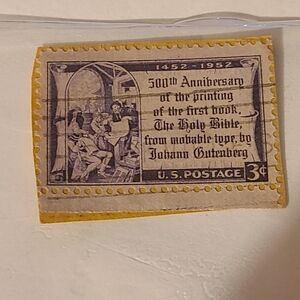 1452-1952
500th Anniversary
of the printing
of the first book,
The Holy Bible,
from movable type, by
Johann Gutenberg
U.S. POSTAGE 3¢